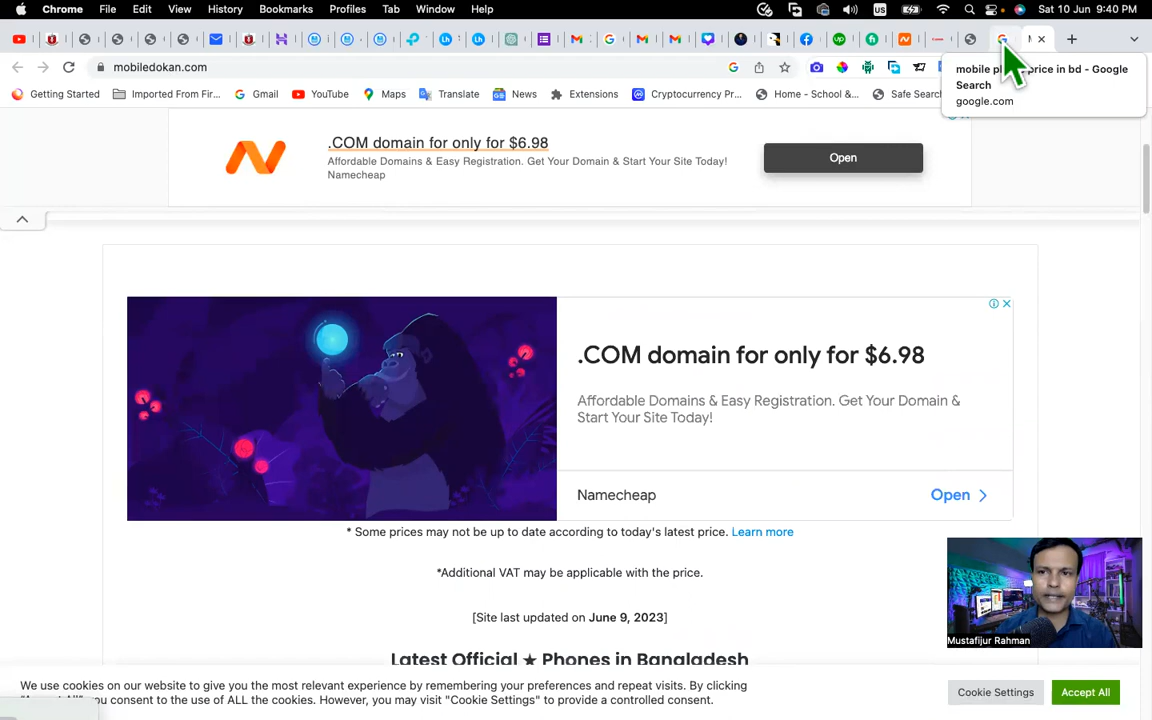 Chrome File Edit View History Bookmarks Profiles Tab Window Help US Sat 10 Jun 9:40 PM
mobiledokan.com
mobile p price in bd - Google
Search
google.com
Getting Started Imported From Fir... Gmail YouTube Maps Translate News Extensions Cryptocurrency Pr... Home - School &... Safe Searc
.COM domain for only for $6.98
Affordable Domains & Easy Registration. Get Your Domain & Start Your Site Today!
Namecheap
Open
.COM domain for only for $6.98
Affordable Domains & Easy Registration. Get Your Domain &
Start Your Site Today!
Namecheap
Open
* Some prices may not be up to date according to today's latest price. Learn more
*Additional VAT may be applicable with the price.
[Site last updated on June 9, 2023]
Latest Official ★ Phones in Bangladesh
Mustafijur Rahman
We use cookies on our website to give you the most relevant experience by remembering your preferences and repeat visits. By clicking
you consent to the use of ALL the cookies. However, you may visit "Cookie Settings" to provide a controlled consent.
Cookie Settings
Accept All